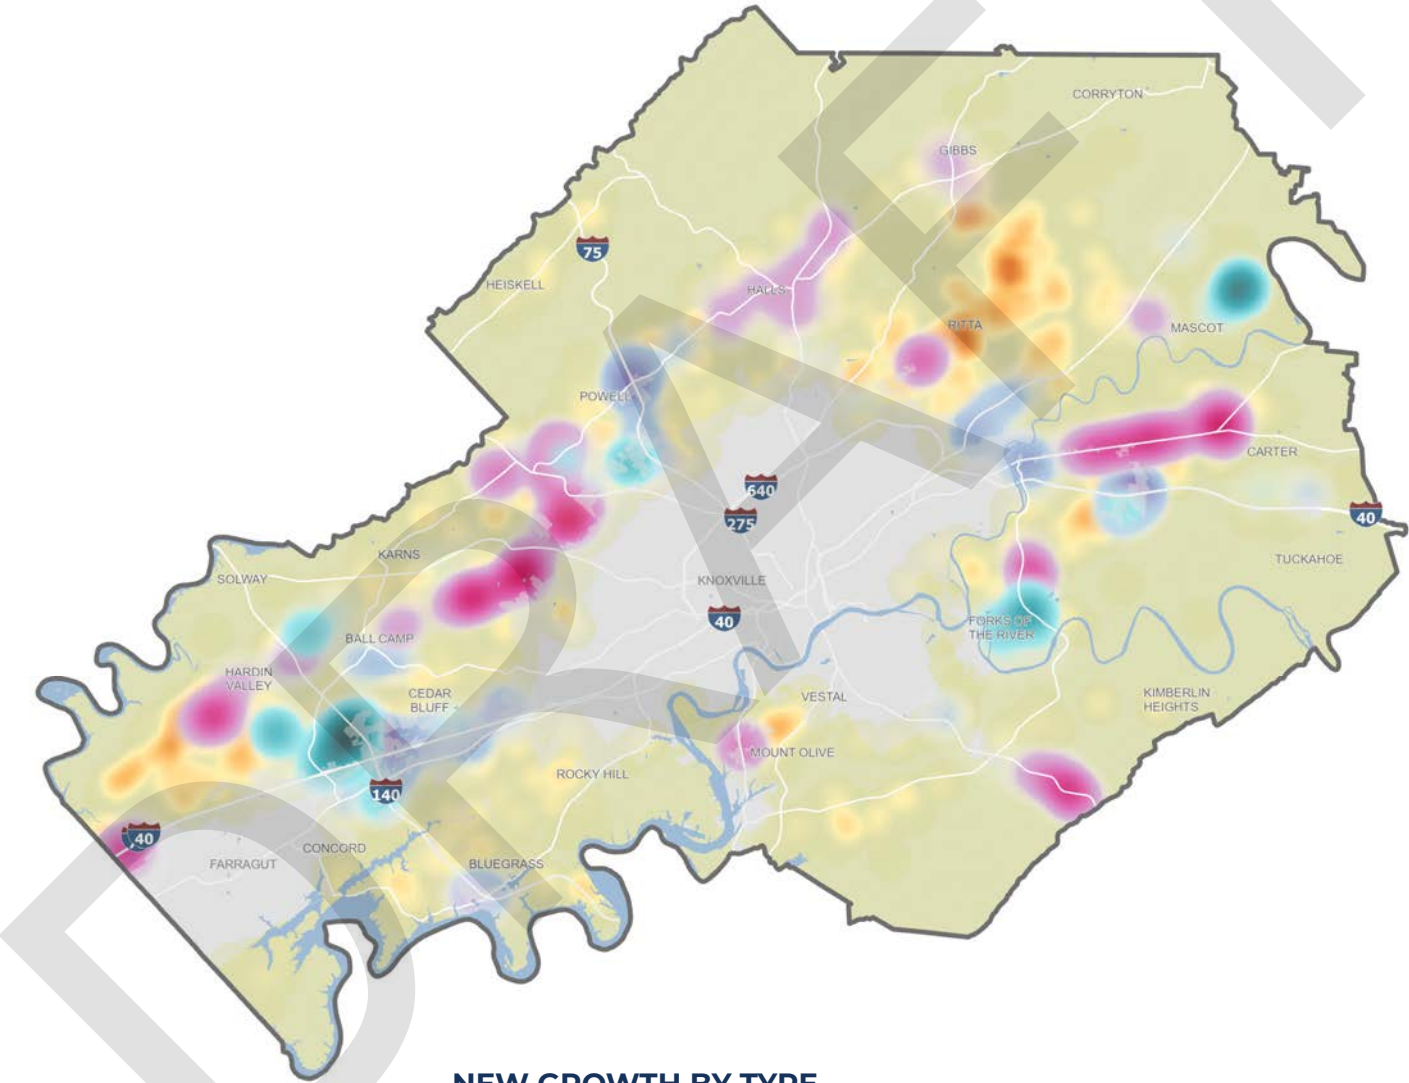 CORRYTON
GIBBS
75
HEISKELL
HALLS
RITTA
MASCOT
POWELL
CARTER
640
275
40
KARNS
SOLWAY
KNOXVILLE
TUCKAHOE
40
FORKS OF
THE RIVER
BALL CAMP
HARDIN
VALLEY
CEDAR
BLUFF
VESTAL
KIMBERLIN
HEIGHTS
MOUNT OLIVE
ROCKY HILL
140
40
CONCORD
FARRAGUT
BLUEGRASS
DRAFT
NEW GROWTH BY TYPE